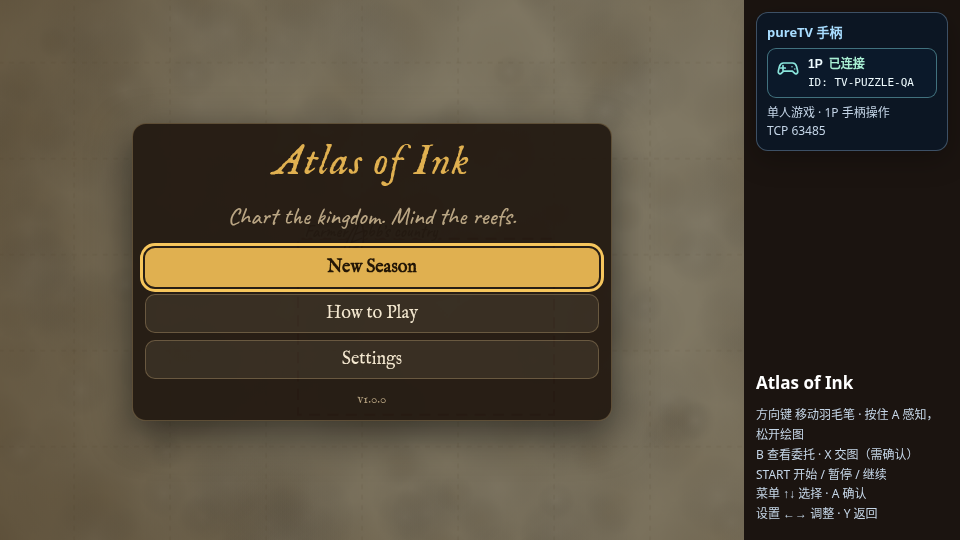 Atlas of Ink
Chart the kingdom. Mind the reefs.
New Season
How to Play
Settings
v1.0.0
pureTV 手柄
1P 已连接
ID: TV-PUZZLE-QA
单人游戏 · 1P 手柄操作
TCP 63485
Atlas of Ink
方向键 移动羽毛笔 · 按住 A 感知，
松开绘图
B 查看委托 · X 交图（需确认）
START 开始 / 暂停 / 继续
菜单 ↑↓ 选择 · A 确认
设置 ←→ 调整 · Y 返回